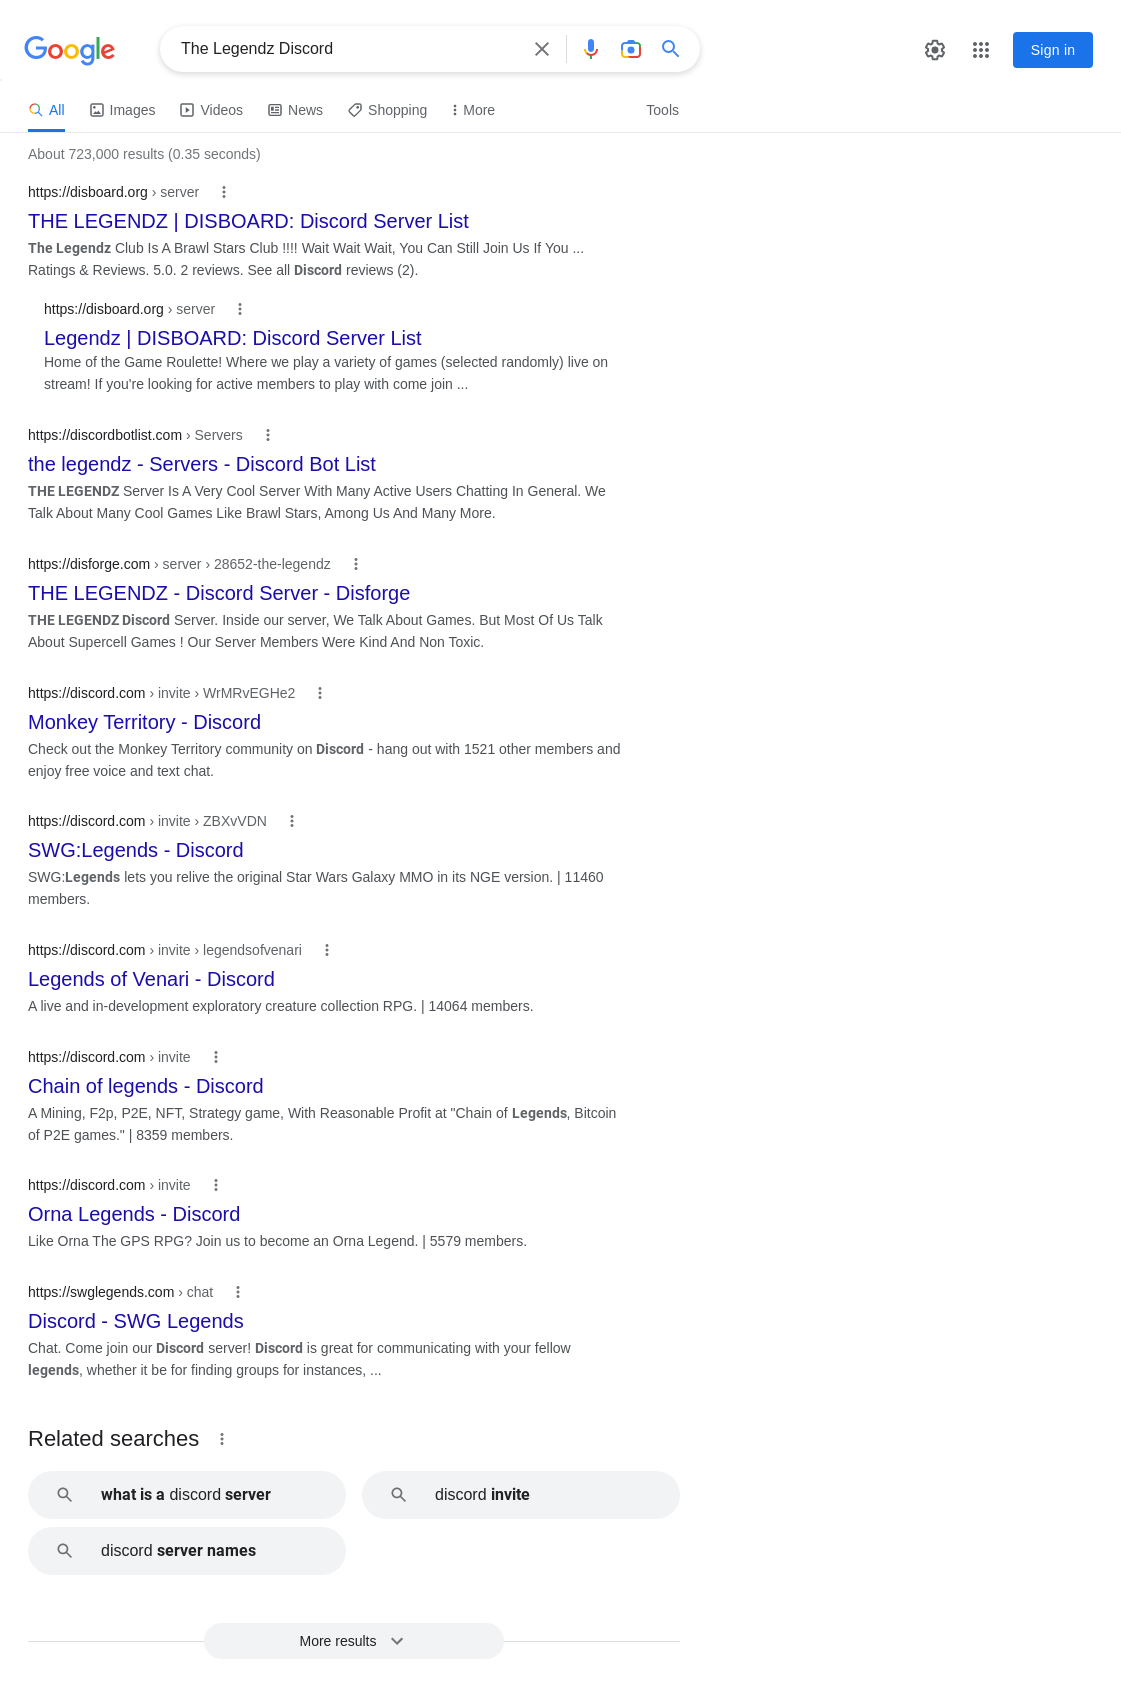 Google
The Legendz Discord
Sign in
All Images Videos News Shopping More Tools
About 723,000 results (0.35 seconds)
https://disboard.org › server
THE LEGENDZ | DISBOARD: Discord Server List
The Legendz Club Is A Brawl Stars Club !!!! Wait Wait Wait, You Can Still Join Us If You ...
Ratings & Reviews. 5.0. 2 reviews. See all Discord reviews (2).
https://disboard.org › server
Legendz | DISBOARD: Discord Server List
Home of the Game Roulette! Where we play a variety of games (selected randomly) live on
stream! If you're looking for active members to play with come join ...
https://discordbotlist.com › Servers
the legendz - Servers - Discord Bot List
THE LEGENDZ Server Is A Very Cool Server With Many Active Users Chatting In General. We
Talk About Many Cool Games Like Brawl Stars, Among Us And Many More.
https://disforge.com › server › 28652-the-legendz
THE LEGENDZ - Discord Server - Disforge
THE LEGENDZ Discord Server. Inside our server, We Talk About Games. But Most Of Us Talk
About Supercell Games ! Our Server Members Were Kind And Non Toxic.
https://discord.com › invite › WrMRvEGHe2
Monkey Territory - Discord
Check out the Monkey Territory community on Discord - hang out with 1521 other members and
enjoy free voice and text chat.
https://discord.com › invite › ZBXvVDN
SWG:Legends - Discord
SWG:Legends lets you relive the original Star Wars Galaxy MMO in its NGE version. | 11460
members.
https://discord.com › invite › legendsofvenari
Legends of Venari - Discord
A live and in-development exploratory creature collection RPG. | 14064 members.
https://discord.com › invite
Chain of legends - Discord
A Mining, F2p, P2E, NFT, Strategy game, With Reasonable Profit at "Chain of Legends, Bitcoin
of P2E games." | 8359 members.
https://discord.com › invite
Orna Legends - Discord
Like Orna The GPS RPG? Join us to become an Orna Legend. | 5579 members.
https://swglegends.com › chat
Discord - SWG Legends
Chat. Come join our Discord server! Discord is great for communicating with your fellow
legends, whether it be for finding groups for instances, ...
Related searches
what is a discord server
discord invite
discord server names
More results